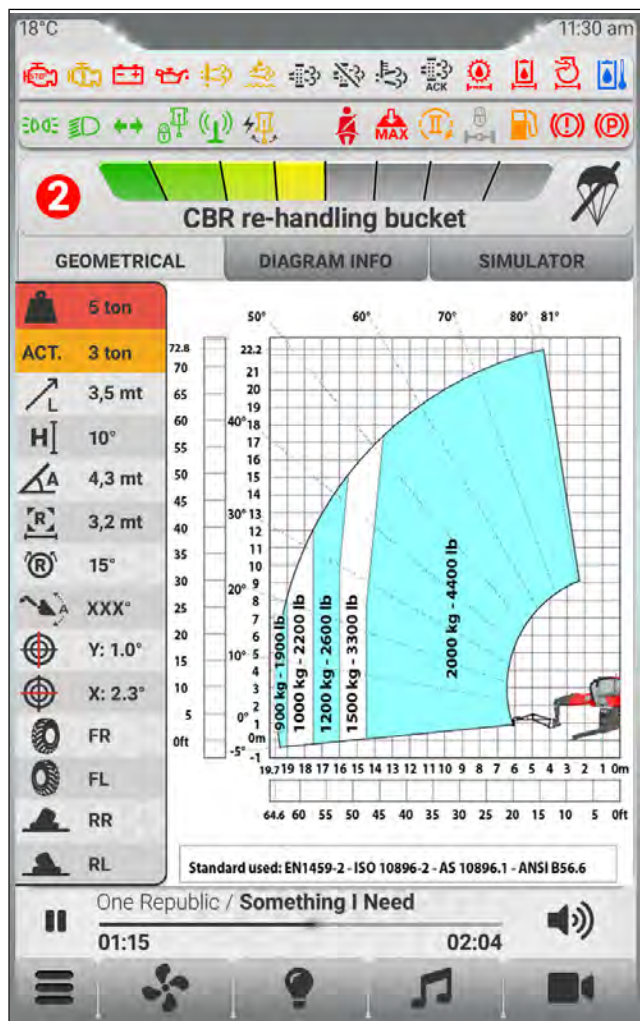 18°C 11:30 am
STOP
ACK
MAX
2
CBR re-handling bucket
GEOMETRICAL DIAGRAM INFO SIMULATOR
5 ton
ACT. 3 ton
L 3,5 mt
H 10°
A 4,3 mt
R 3,2 mt
R 15°
A XXX°
Y: 1.0°
X: 2.3°
FR
FL
RR
RL
50° 60° 70° 80° 81°
40°
30°
20°
10°
0°
-5°
72.8
70
65
60
55
50
45
40
35
30
25
20
15
10
5
0ft
22.2
21
20
19
18
17
16
15
14
13
12
11
10
9
8
7
6
5
4
3
2
1
0m
-1
900 kg - 1900 lb
1000 kg - 2200 lb
1200 kg - 2600 lb
1500 kg - 3300 lb
2000 kg - 4400 lb
19.7 19 18 17 16 15 14 13 12 11 10 9 8 7 6 5 4 3 2 1 0m
64.6 60 55 50 45 40 35 30 25 20 15 10 5 0ft
Standard used: EN1459-2 - ISO 10896-2 - AS 10896.1 - ANSI B56.6
One Republic / Something I Need
01:15 02:04